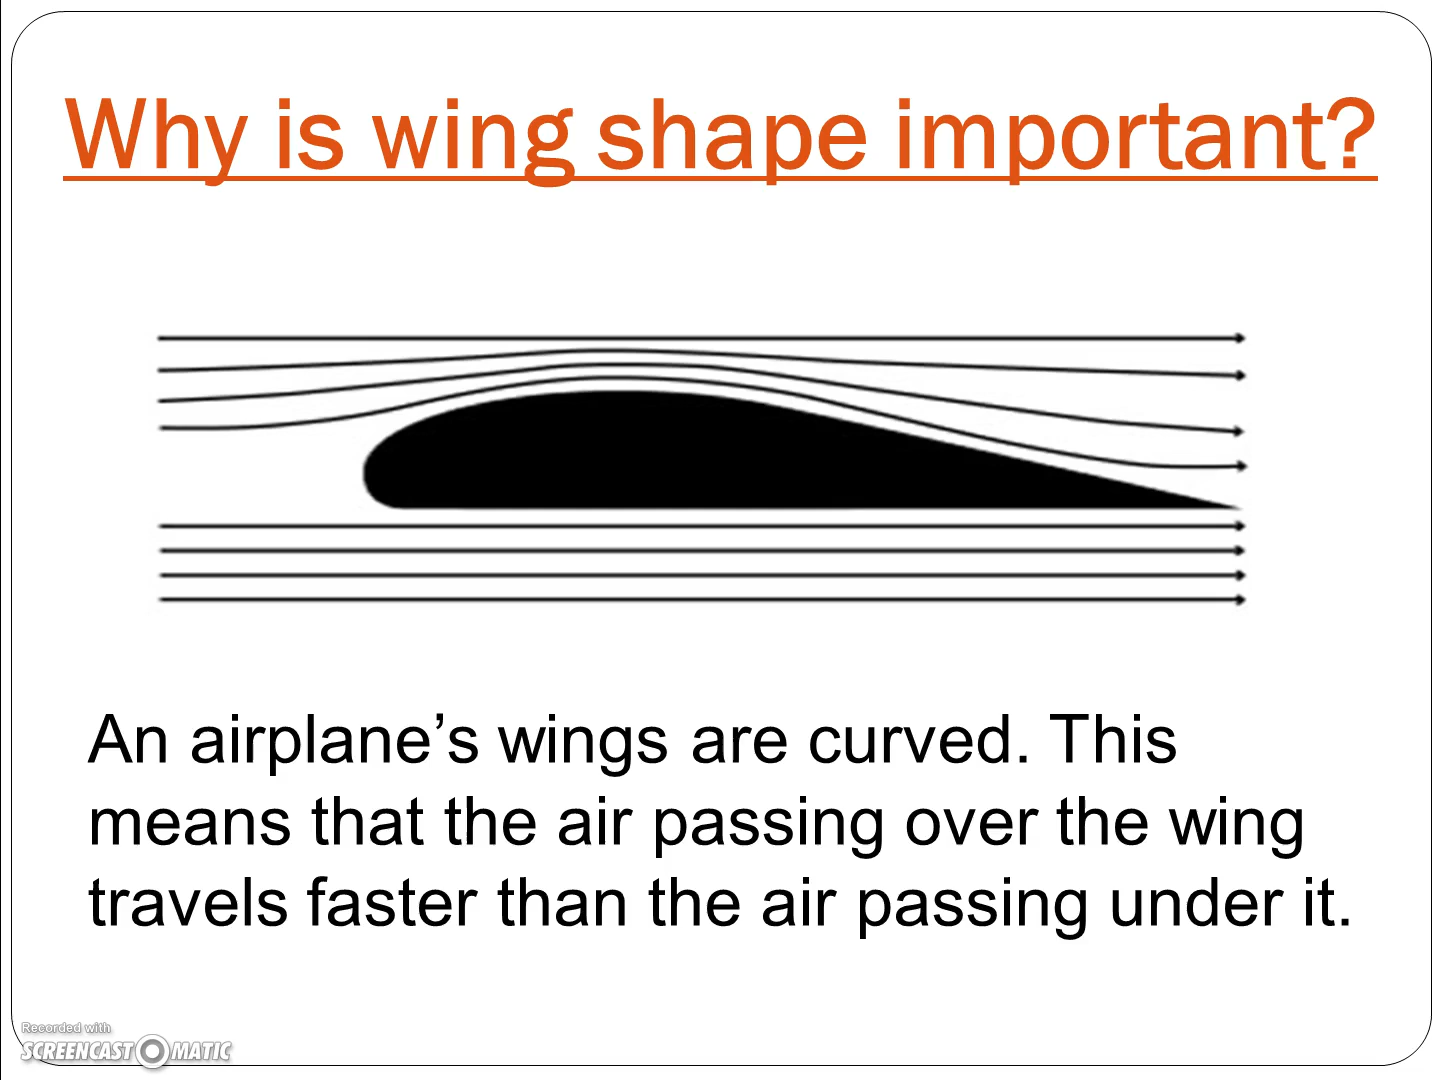 Why is wing shape important?
An airplane’s wings are curved. This
means that the air passing over the wing
travels faster than the air passing under it.
Recorded with
SCREENCAST MATIC